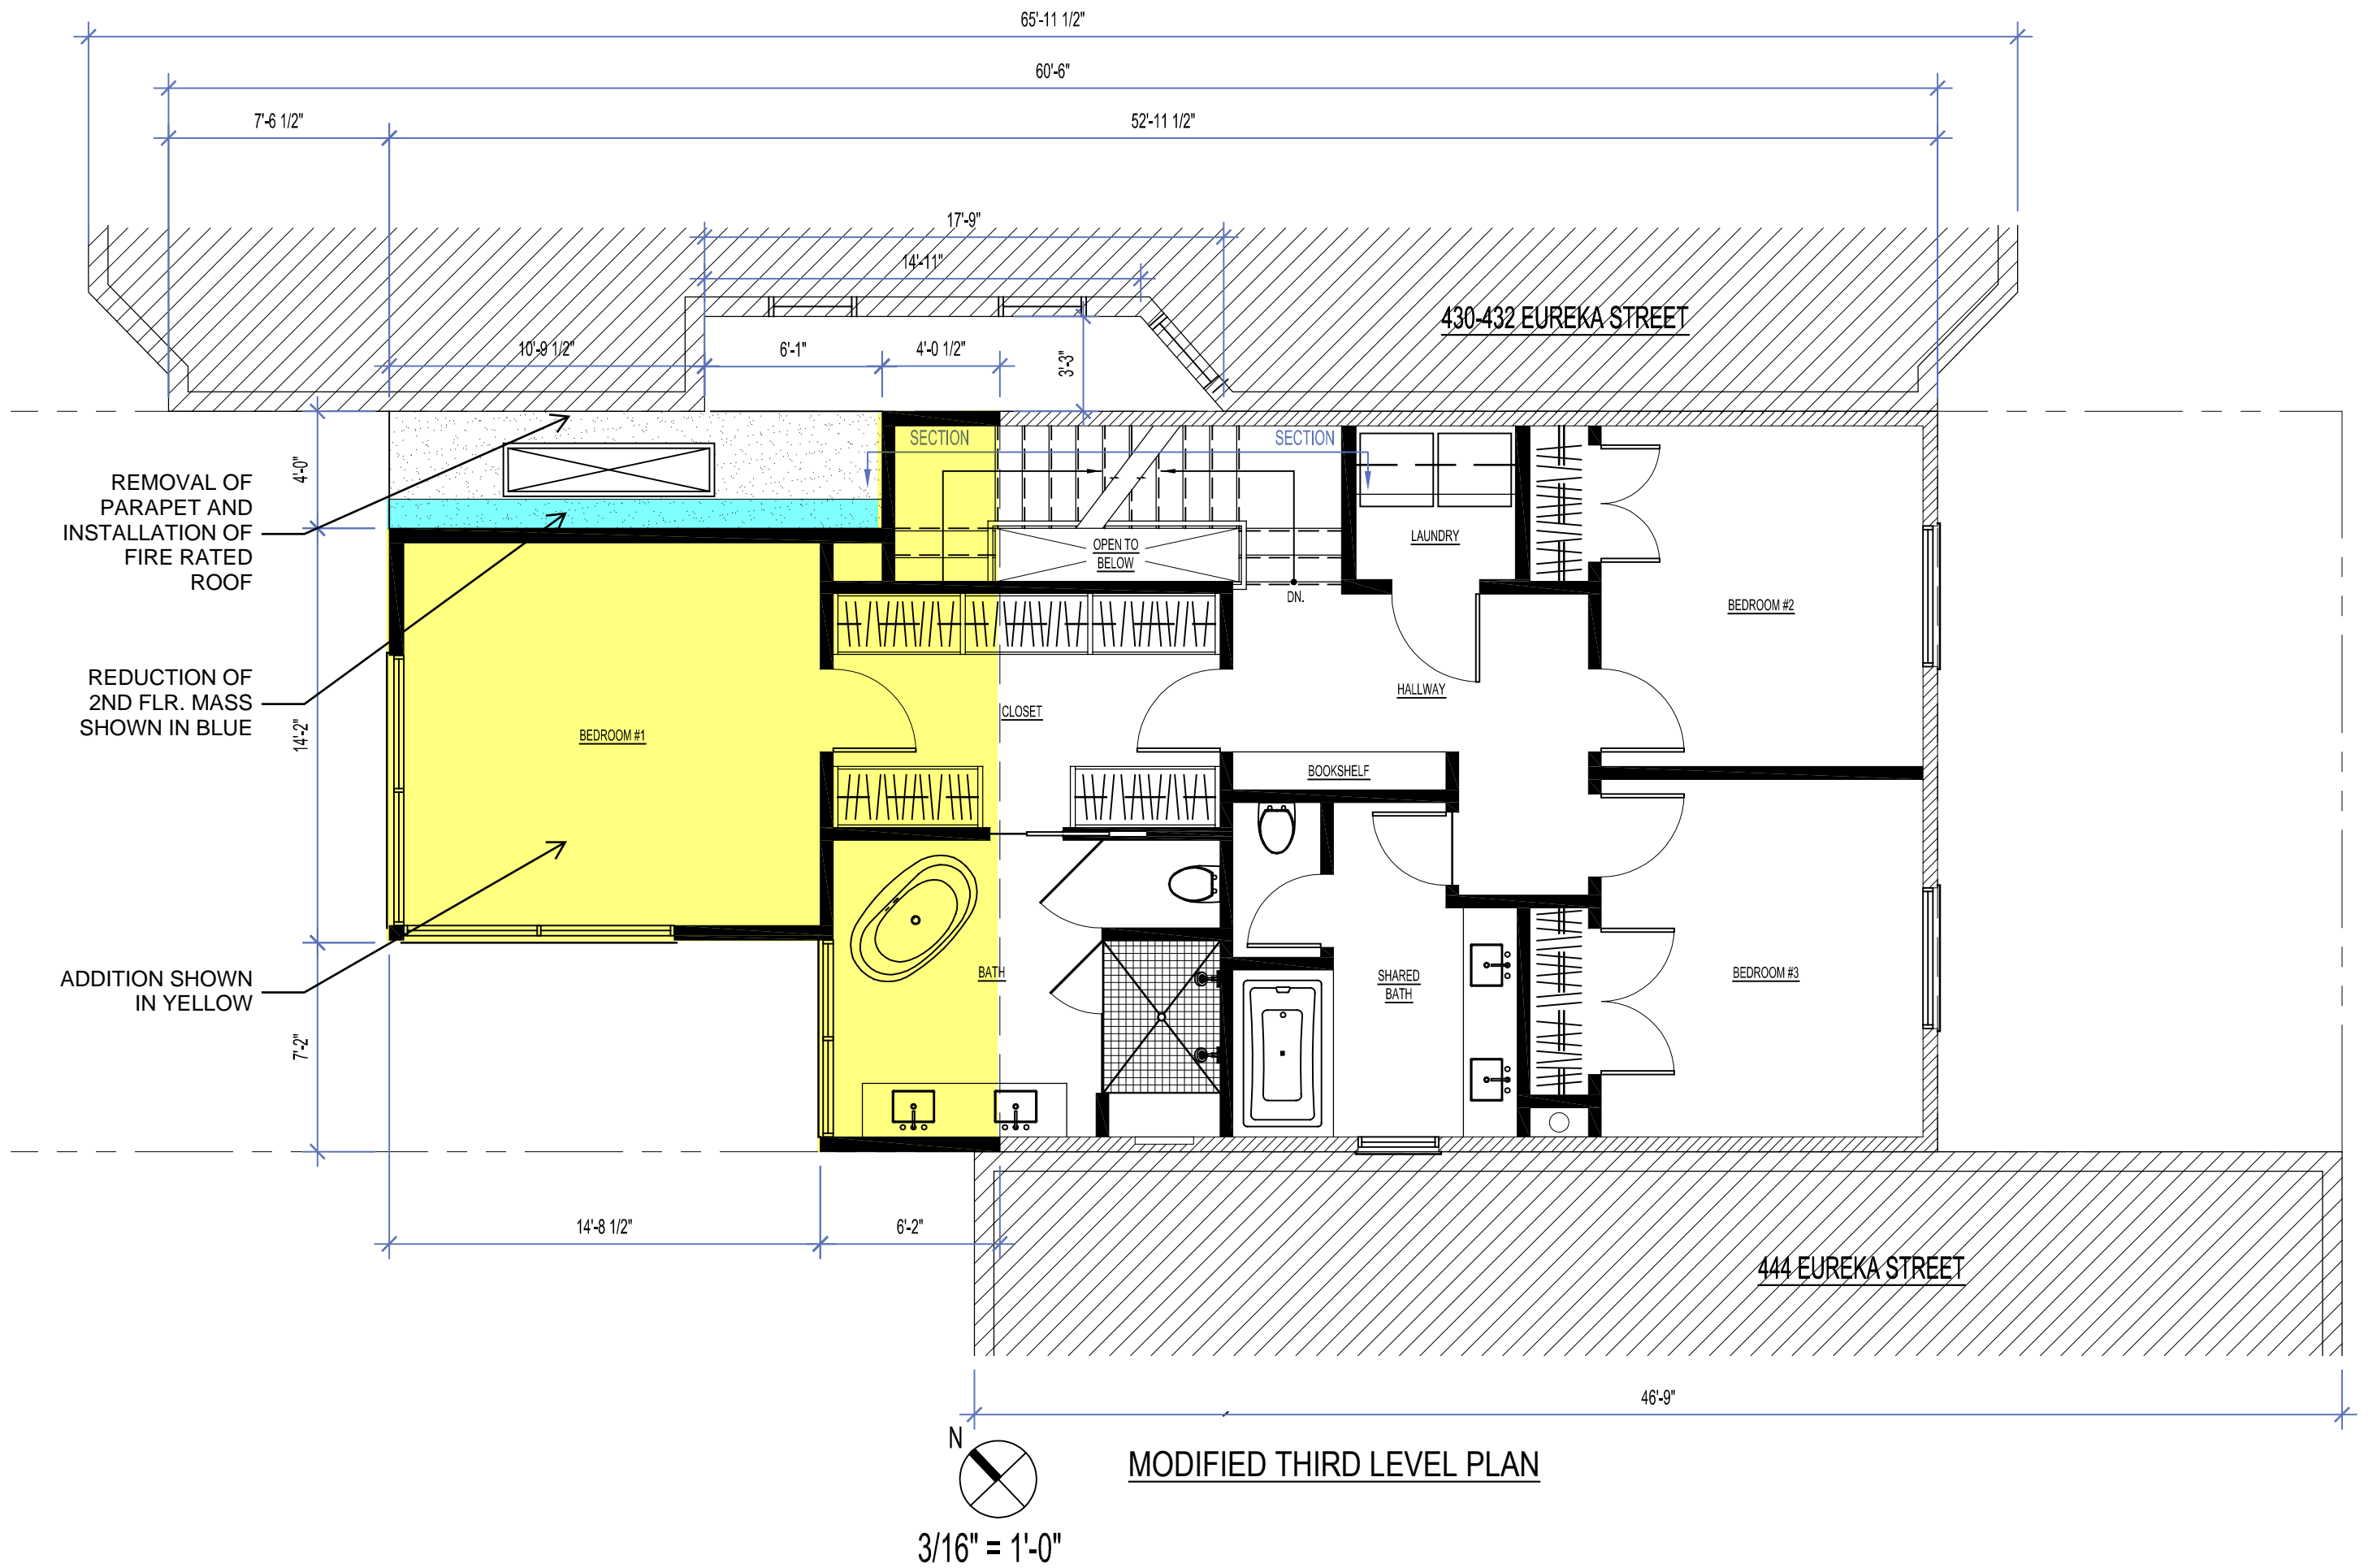 65'-11 1/2"
60'-6"
7'-6 1/2"
52'-11 1/2"
17'-9"
14'-11"
430-432 EUREKA STREET
10'-9 1/2"
6'-1"
4'-0 1/2"
3'-3"
SECTION
SECTION
4'-0"
REMOVAL OF
PARAPET AND
INSTALLATION OF
FIRE RATED
ROOF
LAUNDRY
OPEN TO
BELOW
DN.
BEDROOM #2
REDUCTION OF
2ND FLR. MASS
SHOWN IN BLUE
14'-2"
HALLWAY
CLOSET
BEDROOM #1
BOOKSHELF
ADDITION SHOWN
IN YELLOW
BATH
SHARED
BATH
BEDROOM #3
7'-2"
14'-8 1/2"
6'-2"
444 EUREKA STREET
46'-9"
N
MODIFIED THIRD LEVEL PLAN
3/16" = 1'-0"